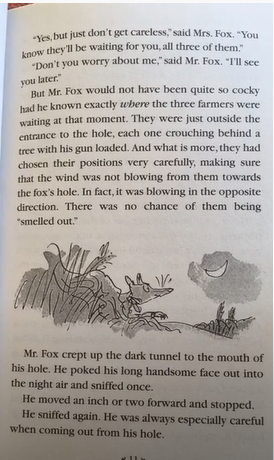 "Yes, but just don't get careless," said Mrs. Fox. "You
know they'll be waiting for you, all three of them."
"Don't you worry about me," said Mr. Fox. "I'll see
you later."
But Mr. Fox would not have been quite so cocky
had he known exactly where the three farmers were
waiting at that moment. They were just outside the
entrance to the hole, each one crouching behind a
tree with his gun loaded. And what is more, they had
chosen their positions very carefully, making sure
that the wind was not blowing from them towards
the fox's hole. In fact, it was blowing in the opposite
direction. There was no chance of them being
"smelled out."
Mr. Fox crept up the dark tunnel to the mouth of
his hole. He poked his long handsome face out into
the night air and sniffed once.
He moved an inch or two forward and stopped.
He sniffed again. He was always especially careful
when coming out from his hole.